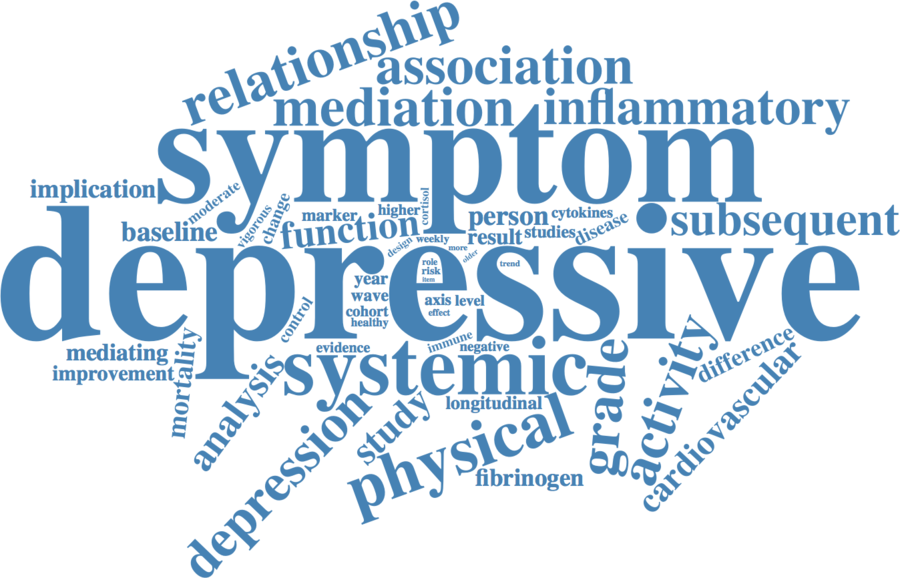 relationship
association
mediation
inflammatory
symptom
implication
moderate
vigorous
change
marker
higher
cortisol
person
cytokines
disease
subsequent
baseline
function
result
studies
design
weekly
more
older
depressive
role
risk
item
trend
year
wave
axis
level
cohort
effect
healthy
control
mediating
improvement
mortality
evidence
immune
negative
systemic
analysis
longitudinal
grade
activity
difference
cardiovascular
depression
study
physical
fibrinogen